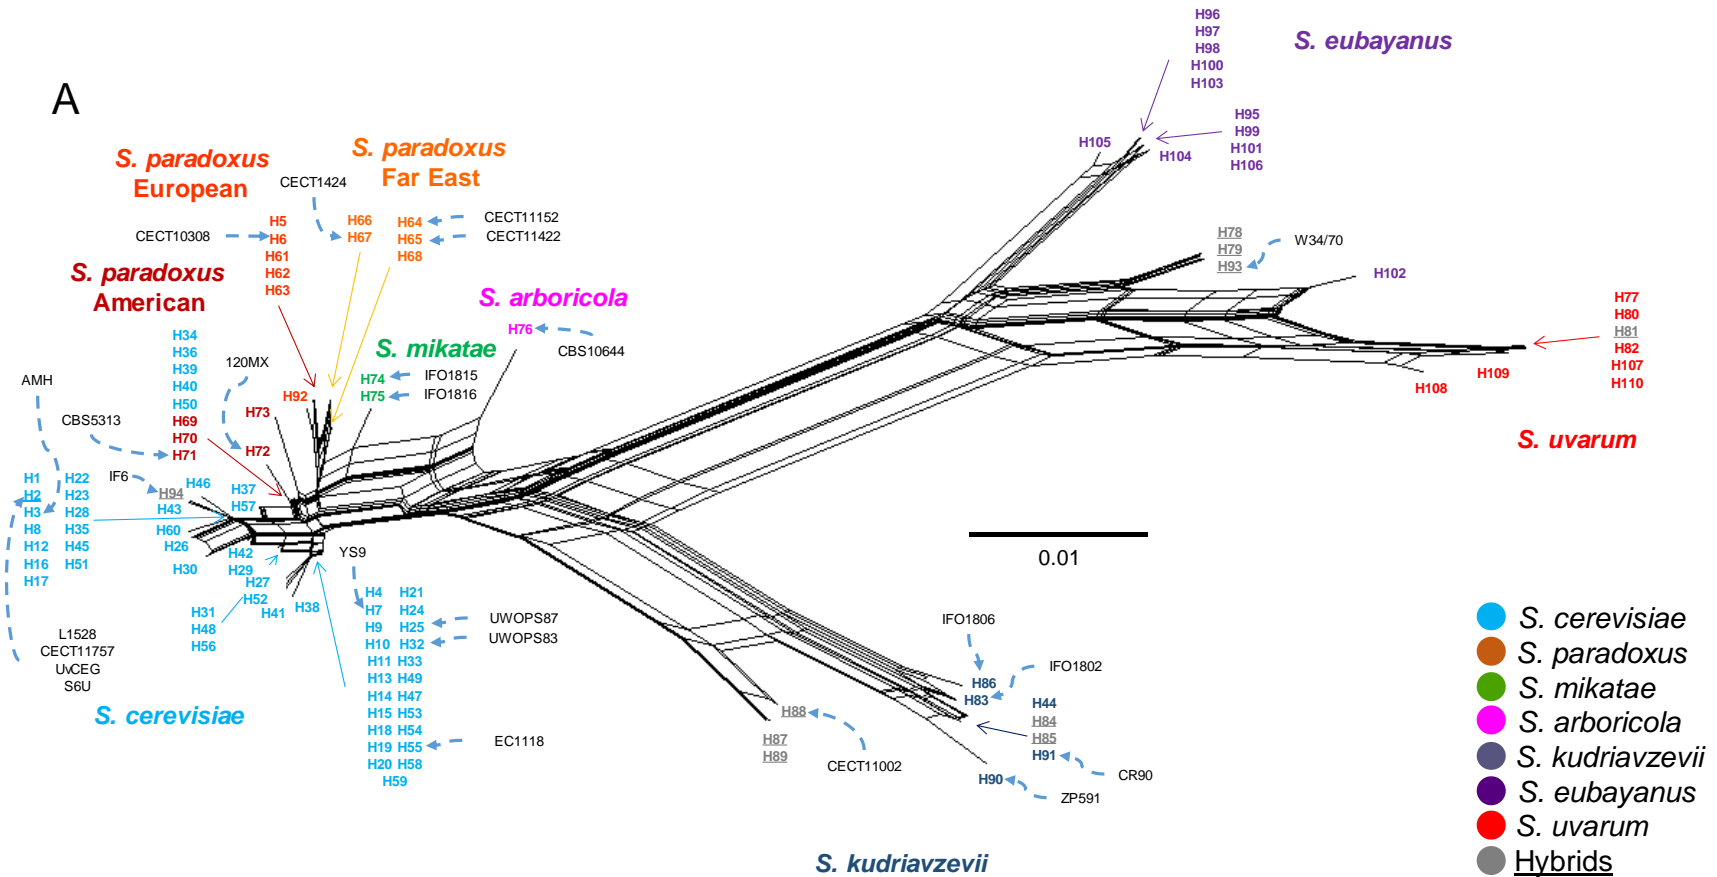 A
S. eubayanus
H96
H97
H98
H100
H103
H95
H99
H101
H106
H105
H104
S. paradoxus
European
S. paradoxus
Far East
CECT1424
CECT10308
H5
H6
H61
H62
H63
H66
H67
H64
H65
H68
CECT11152
CECT11422
H78
H79
H93
W34/70
H102
S. paradoxus
American
S. arboricola
H76
CBS10644
H77
H80
H81
H82
H107
H110
H109
H108
S. uvarum
H34
H36
H39
H40
H50
H69
H70
H71
120MX
S. mikatae
H74
H75
IFO1815
IFO1816
AMH
CBS5313
H92
H73
H72
IF6
H94
H46
H43
H37
H57
H1
H2
H3
H8
H12
H16
H17
H22
H23
H28
H35
H45
H51
H60
H26
H30
H42
H29
H27
H52
H41
H38
H31
H48
H56
YS9
0.01
L1528
CECT11757
UvCEG
S6U
S. cerevisiae
H4 H21
H7 H24
H9 H25
H10 H32
H11 H33
H13 H49
H14 H47
H15 H53
H18 H54
H19 H55
H20 H58
H59
UWOPS87
UWOPS83
EC1118
IFO1806
IFO1802
H86
H83
H44
H84
H85
H91
CR90
H90
ZP591
H88
H87
H89
CECT11002
S. kudriavzevii
S. cerevisiae
S. paradoxus
S. mikatae
S. arboricola
S. kudriavzevii
S. eubayanus
S. uvarum
Hybrids